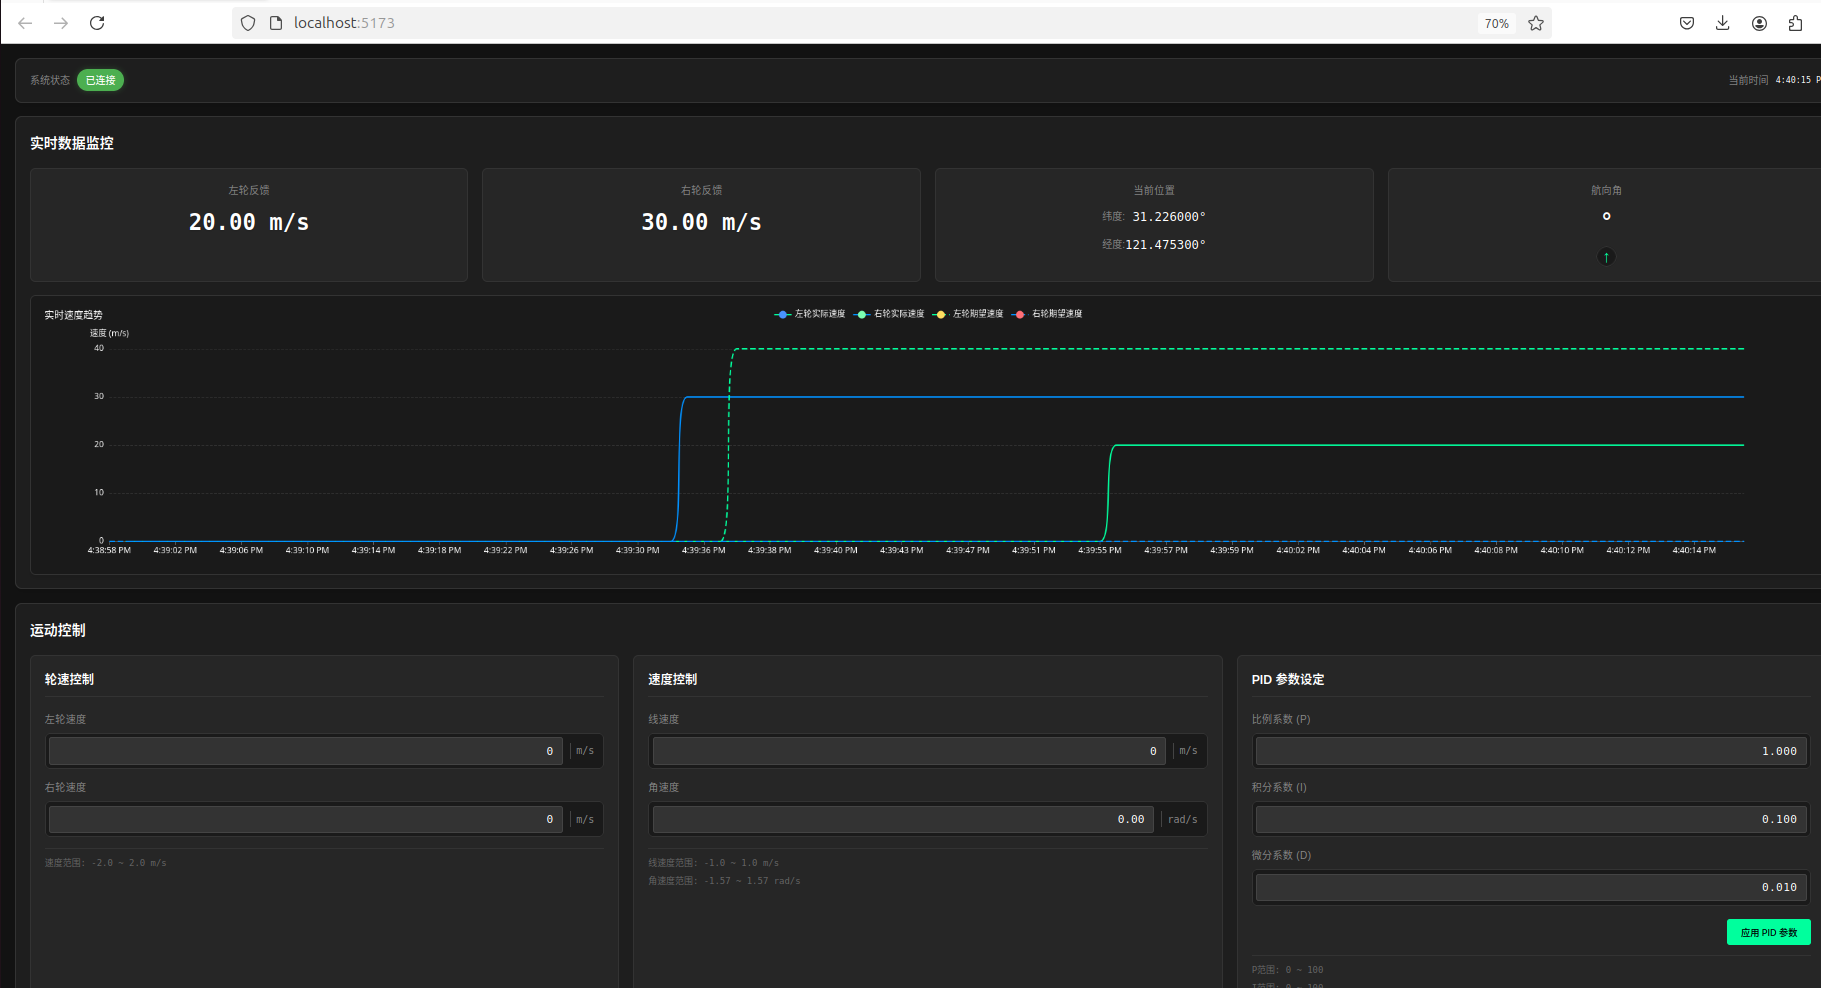 localhost:5173
70%
系统状态 已连接
当前时间 4:40:15 P
实时数据监控
左轮反馈
20.00 m/s
右轮反馈
30.00 m/s
当前位置
纬度: 31.226000°
经度:121.475300°
航向角
°
↑
实时速度趋势
左轮实际速度 右轮实际速度 左轮期望速度 右轮期望速度
速度 (m/s)
40
30
20
10
0
4:38:58 PM 4:39:02 PM 4:39:06 PM 4:39:10 PM 4:39:14 PM 4:39:18 PM 4:39:22 PM 4:39:26 PM 4:39:30 PM 4:39:36 PM 4:39:38 PM 4:39:40 PM 4:39:43 PM 4:39:47 PM 4:39:51 PM 4:39:55 PM 4:39:57 PM 4:39:59 PM 4:40:02 PM 4:40:04 PM 4:40:06 PM 4:40:08 PM 4:40:10 PM 4:40:12 PM 4:40:14 PM
运动控制
轮速控制
左轮速度
0 m/s
右轮速度
0 m/s
速度范围: -2.0 ~ 2.0 m/s
速度控制
线速度
0 m/s
角速度
0.00 rad/s
线速度范围: -1.0 ~ 1.0 m/s
角速度范围: -1.57 ~ 1.57 rad/s
PID 参数设定
比例系数 (P)
1.000
积分系数 (I)
0.100
微分系数 (D)
0.010
应用 PID 参数
P范围: 0 ~ 100
I范围: 0 ~ 100